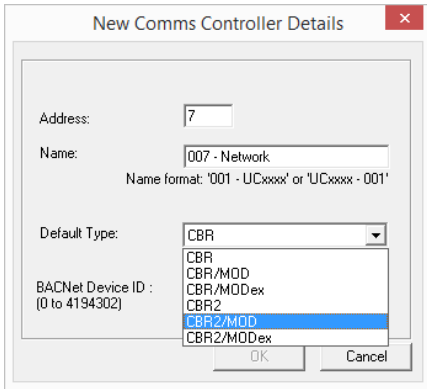 New Comms Controller Details
Address:
7
Name:
007 - Network
Name format: '001 - UCxxxx' or 'UCxxxx - 001'
Default Type:
CBR
CBR
CBR/MOD
CBR/MODex
CBR2
CBR2/MOD
CBR2/MODex
BACNet Device ID :
(0 to 4194302)
OK
Cancel